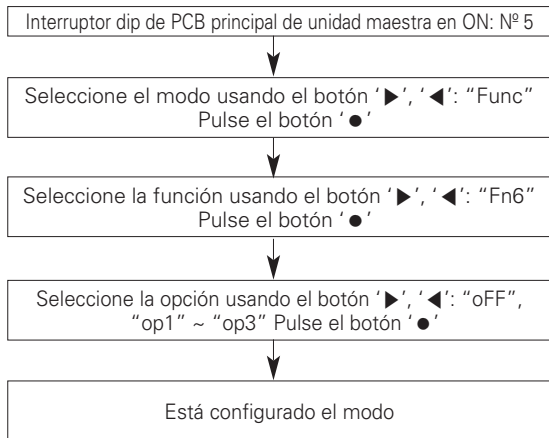 Interruptor dip de PCB principal de unidad maestra en ON: Nº 5
Seleccione el modo usando el botón ‘▶’, ‘◀’: “Func”
Pulse el botón ‘●’
Seleccione la función usando el botón ‘▶’, ‘◀’: “Fn6”
Pulse el botón ‘●’
Seleccione la opción usando el botón ‘▶’, ‘◀’: “oFF”,
“op1” ~ “op3” Pulse el botón ‘●’
Está configurado el modo